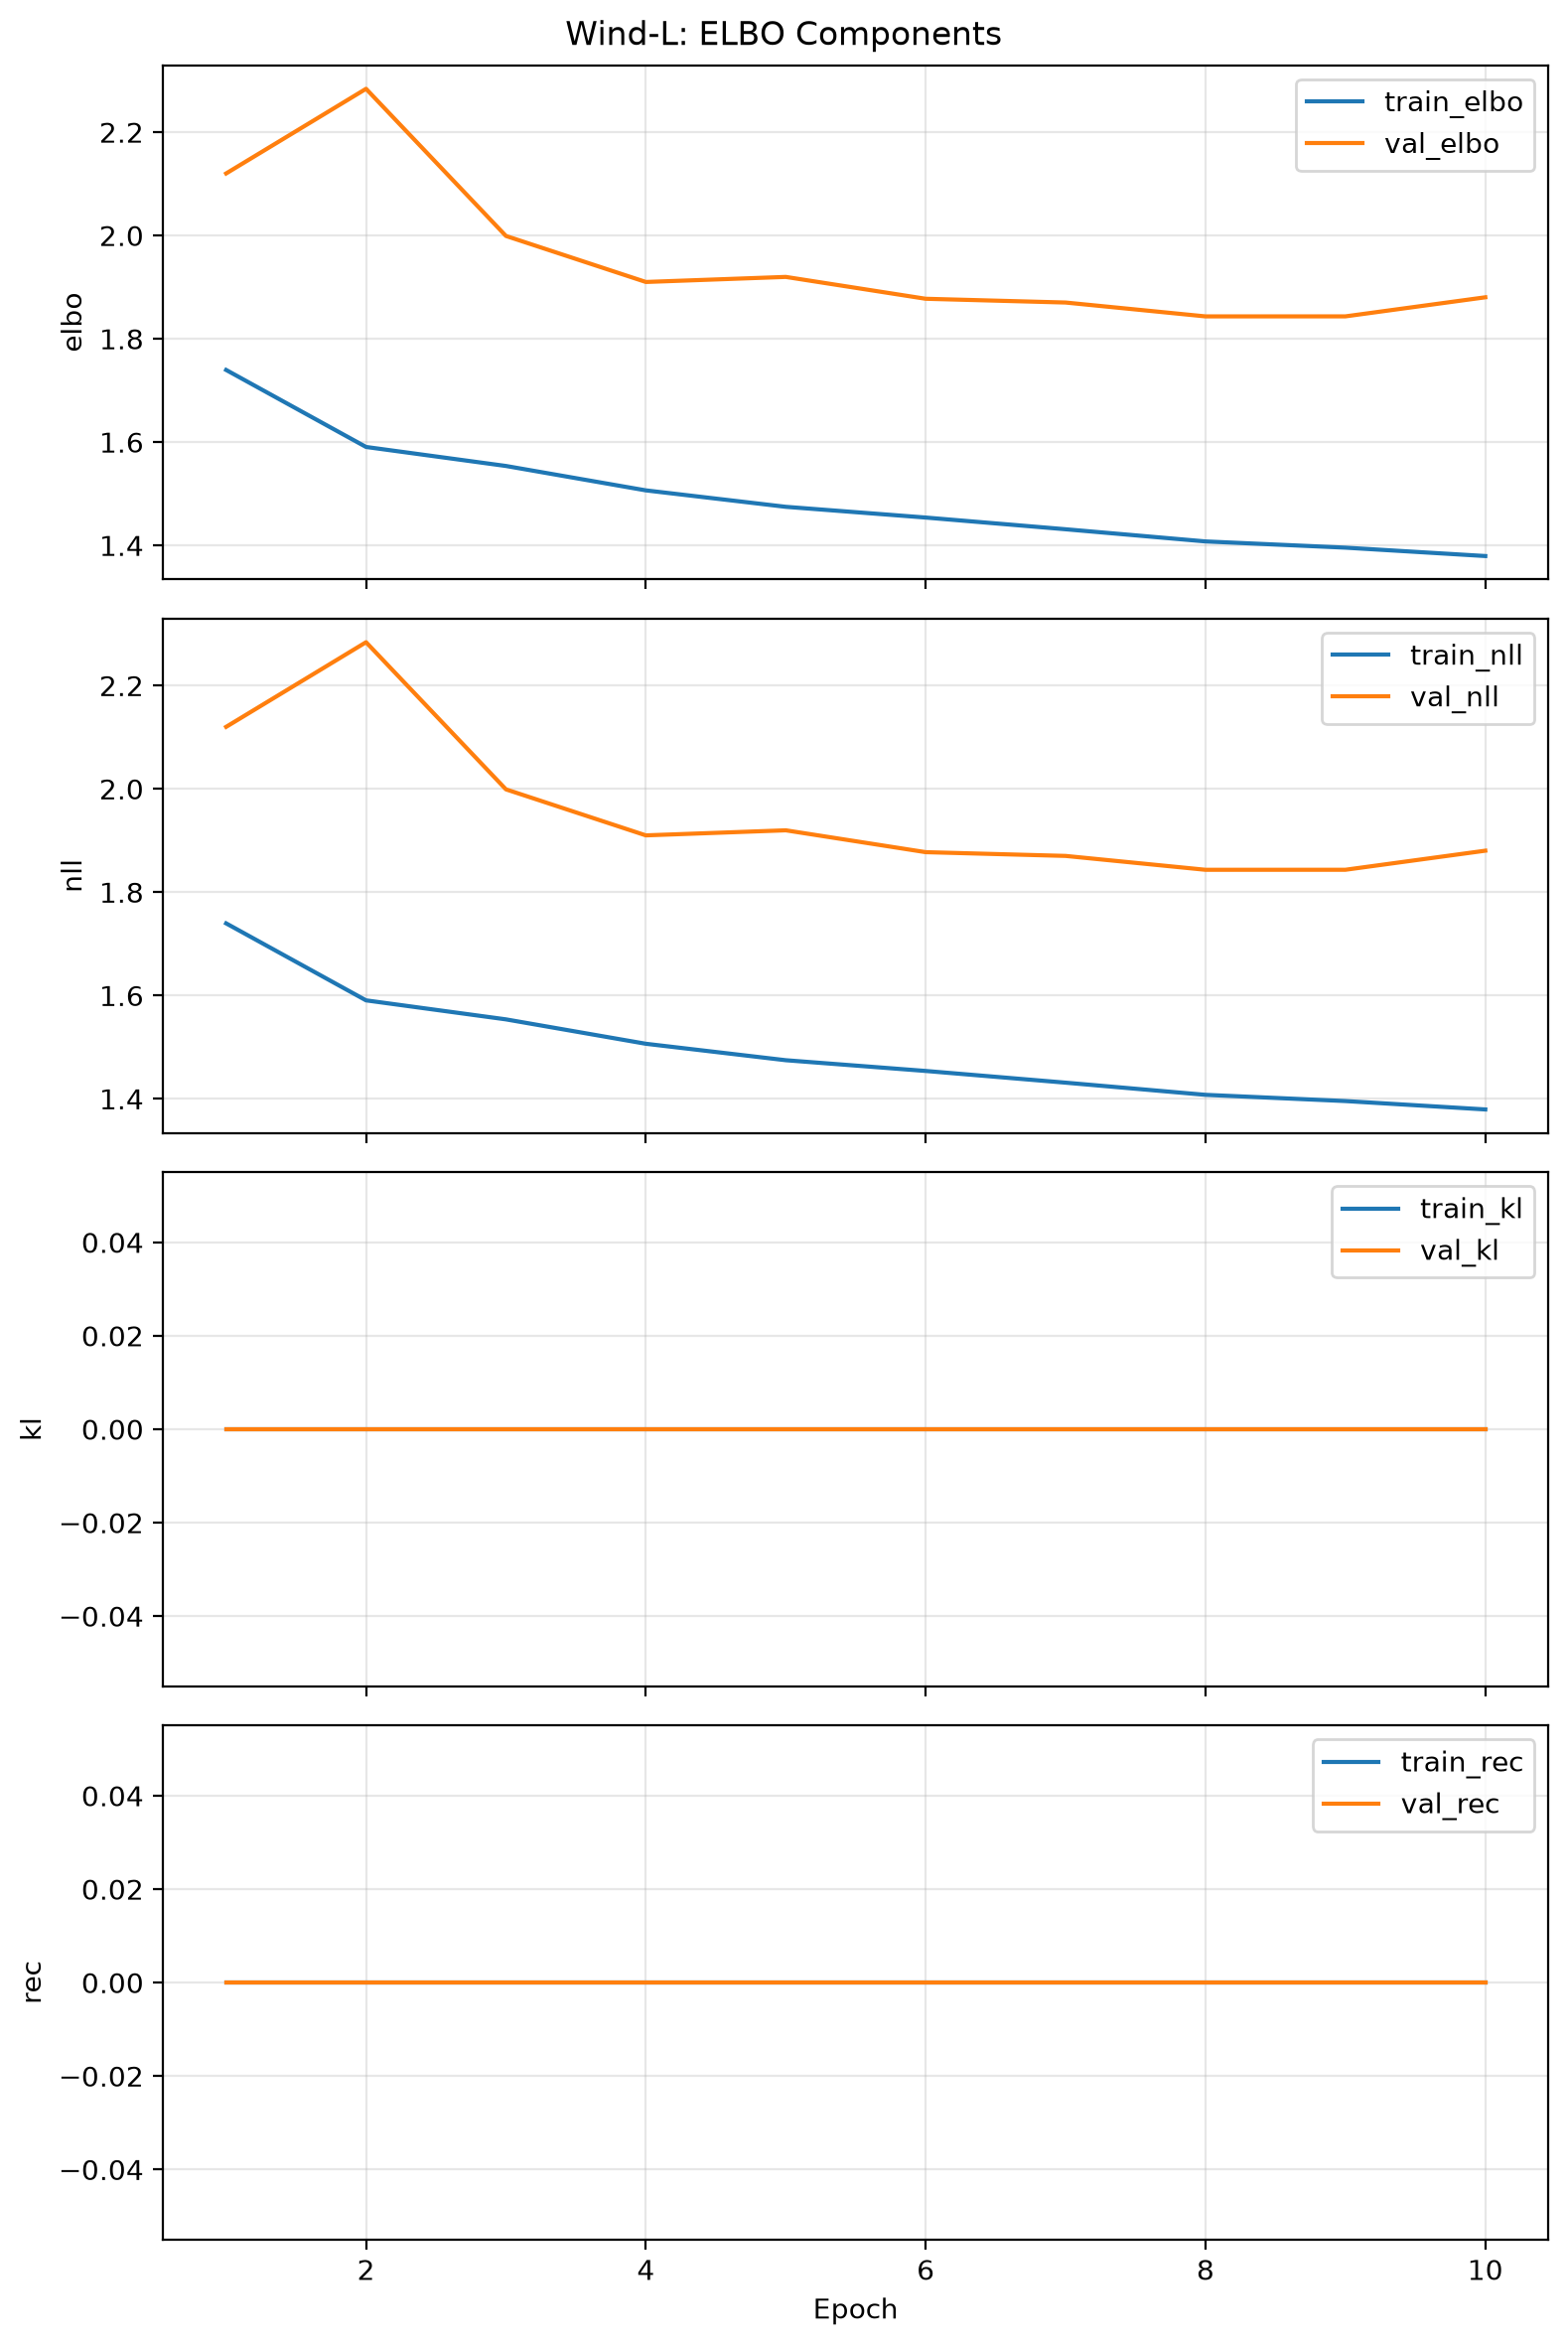 Wind-L: ELBO Components
train_elbo
val_elbo
2.2
2.0
1.8
1.6
1.4
elbo
train_nll
val_nll
2.2
2.0
1.8
1.6
1.4
nll
train_kl
val_kl
0.04
0.02
0.00
−0.02
−0.04
kl
train_rec
val_rec
0.04
0.02
0.00
−0.02
−0.04
rec
2 4 6 8 10
Epoch